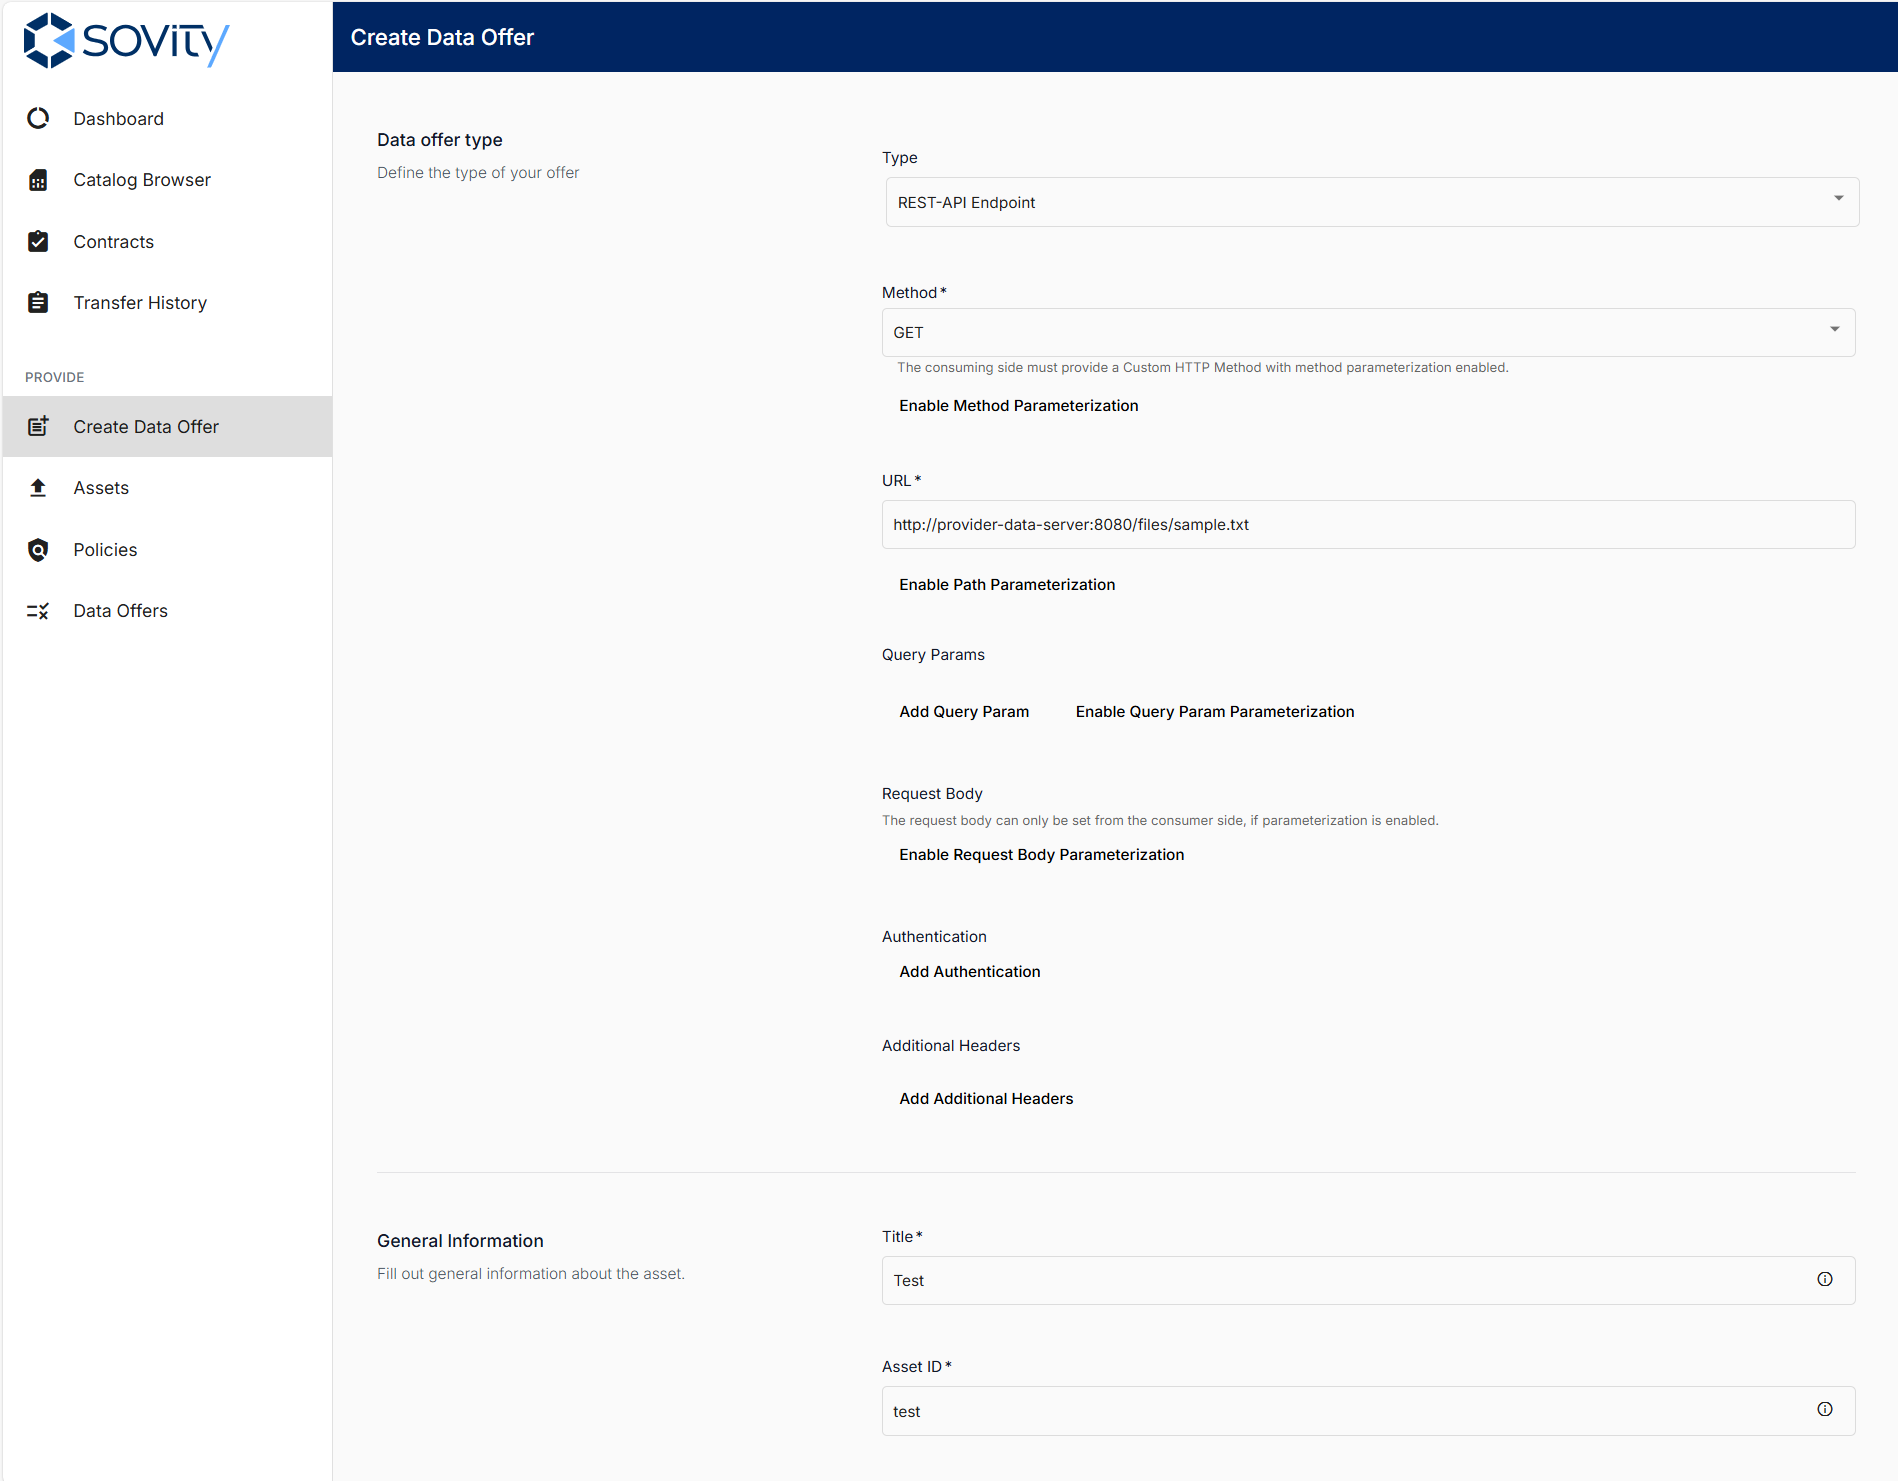 sovity
Create Data Offer
Dashboard
Catalog Browser
Contracts
Transfer History
PROVIDE
Create Data Offer
Assets
Policies
Data Offers
Data offer type
Define the type of your offer
Type
REST-API Endpoint
Method*
GET
The consuming side must provide a Custom HTTP Method with method parameterization enabled.
Enable Method Parameterization
URL*
http://provider-data-server:8080/files/sample.txt
Enable Path Parameterization
Query Params
Add Query Param Enable Query Param Parameterization
Request Body
The request body can only be set from the consumer side, if parameterization is enabled.
Enable Request Body Parameterization
Authentication
Add Authentication
Additional Headers
Add Additional Headers
General Information
Fill out general information about the asset.
Title*
Test
Asset ID*
test